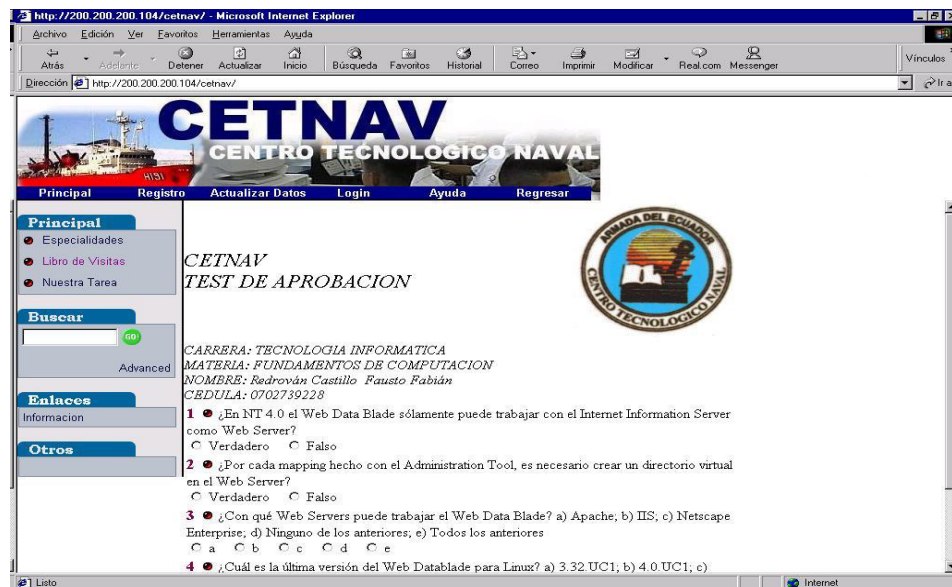 http://200.200.200.104/cetnav/ - Microsoft Internet Explorer
Archivo Edición Ver Favoritos Herramientas Ayuda
Atrás Adelante Detener Actualizar Inicio Búsqueda Favoritos Historial Correo Imprimir Modificar Real.com Messenger
Vínculos
Dirección http://200.200.200.104/cetnav/ Ir a
CETNAV
CENTRO TECNOLOGICO NAVAL
HI91
Principal Registro Actualizar Datos Login Ayuda Regresar
Principal
Especialidades
Libro de Visitas
Nuestra Tarea
Buscar
GO
Advanced
Enlaces
Informacion
Otros
ARMADA DEL ECUADOR
CENTRO TECNOLOGICO NAVAL
CETNAV
TEST DE APROBACION
CARRERA: TECNOLOGIA INFORMATICA
MATERIA: FUNDAMENTOS DE COMPUTACION
NOMBRE: Redrován Castillo Fausto Fabián
CEDULA: 0702739228
1 ¿En NT 4.0 el Web Data Blade sólamente puede trabajar con el Internet Information Server
como Web Server?
Verdadero Falso
2 ¿Por cada mapping hecho con el Administration Tool, es necesario crear un directorio virtual
en el Web Server?
Verdadero Falso
3 ¿Con qué Web Servers puede trabajar el Web Data Blade? a) Apache; b) IIS; c) Netscape
Enterprise; d) Ninguno de los anteriores; e) Todos los anteriores
a b c d e
4 ¿Cuál es la última versión del Web Datablade para Linux? a) 3.32.UC1; b) 4.0.UC1; c)
Listo
Internet